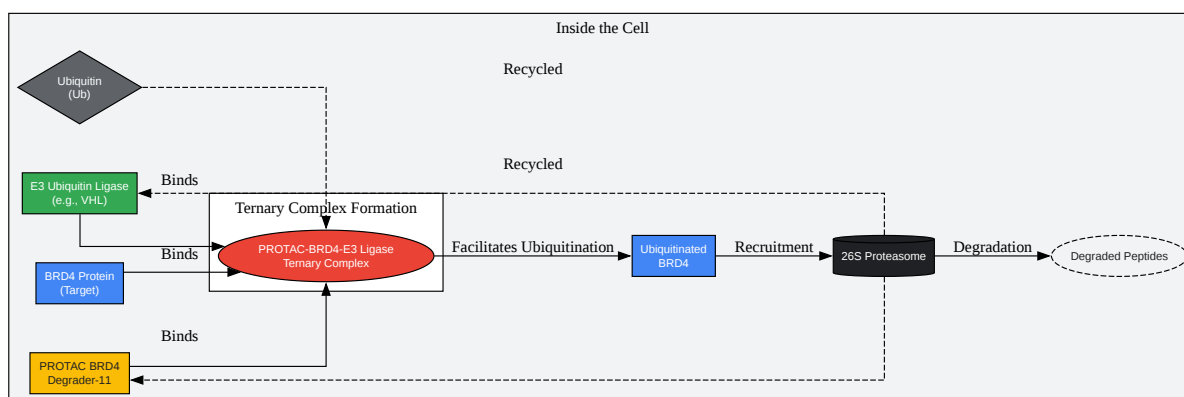 Inside the Cell
Recycled
Ubiquitin
(Ub)
Recycled
Binds
E3 Ubiquitin Ligase
(e.g., VHL)
Ternary Complex Formation
Binds
PROTAC-BRD4-E3 Ligase
Ternary Complex
Facilitates Ubiquitination
Ubiquitinated
BRD4
Recruitment
26S Proteasome
Degradation
Degraded Peptides
BRD4 Protein
(Target)
Binds
PROTAC BRD4
Degrader-11